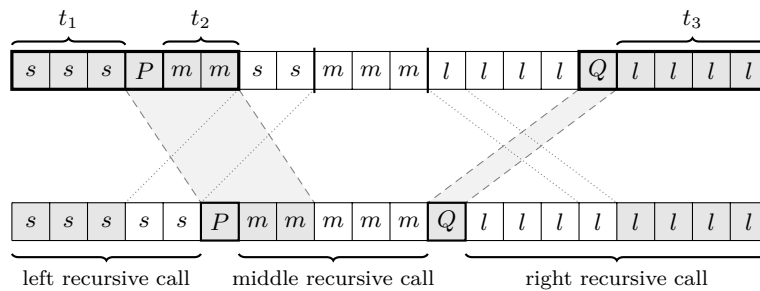 t₁ t₂ t₃
s s s P m m s s m m m l l l l Q l l l l
s s s s s P m m m m m Q l l l l l l l l
left recursive call middle recursive call right recursive call